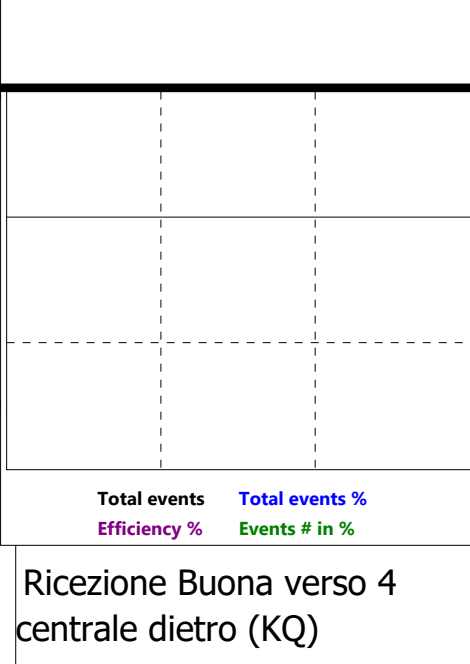 Total events Total events %
Efficiency % Events # in %
Ricezione Buona verso 4
centrale dietro (KQ)